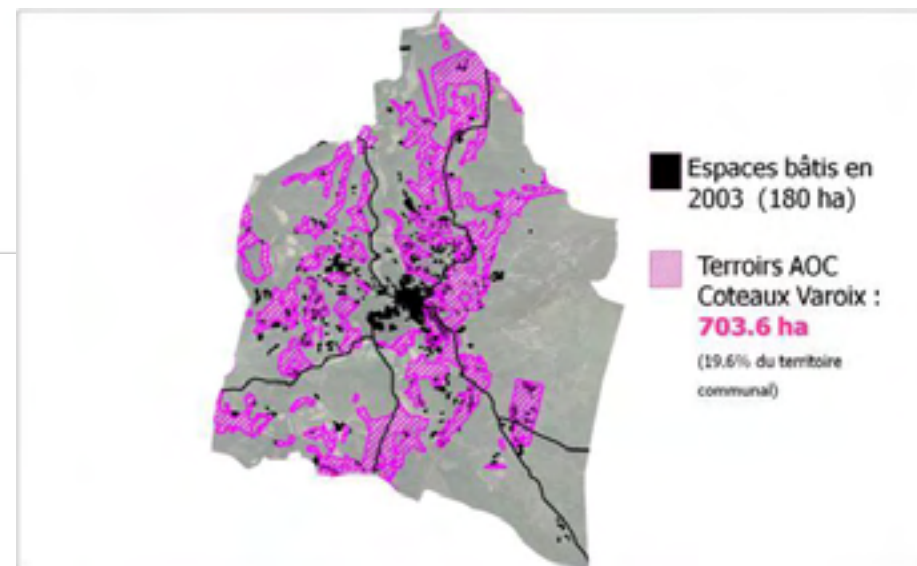 Espaces bâtis en
2003 (180 ha)
Terroirs AOC
Coteaux Varoix :
703.6 ha
(19.6% du territoire
communal)